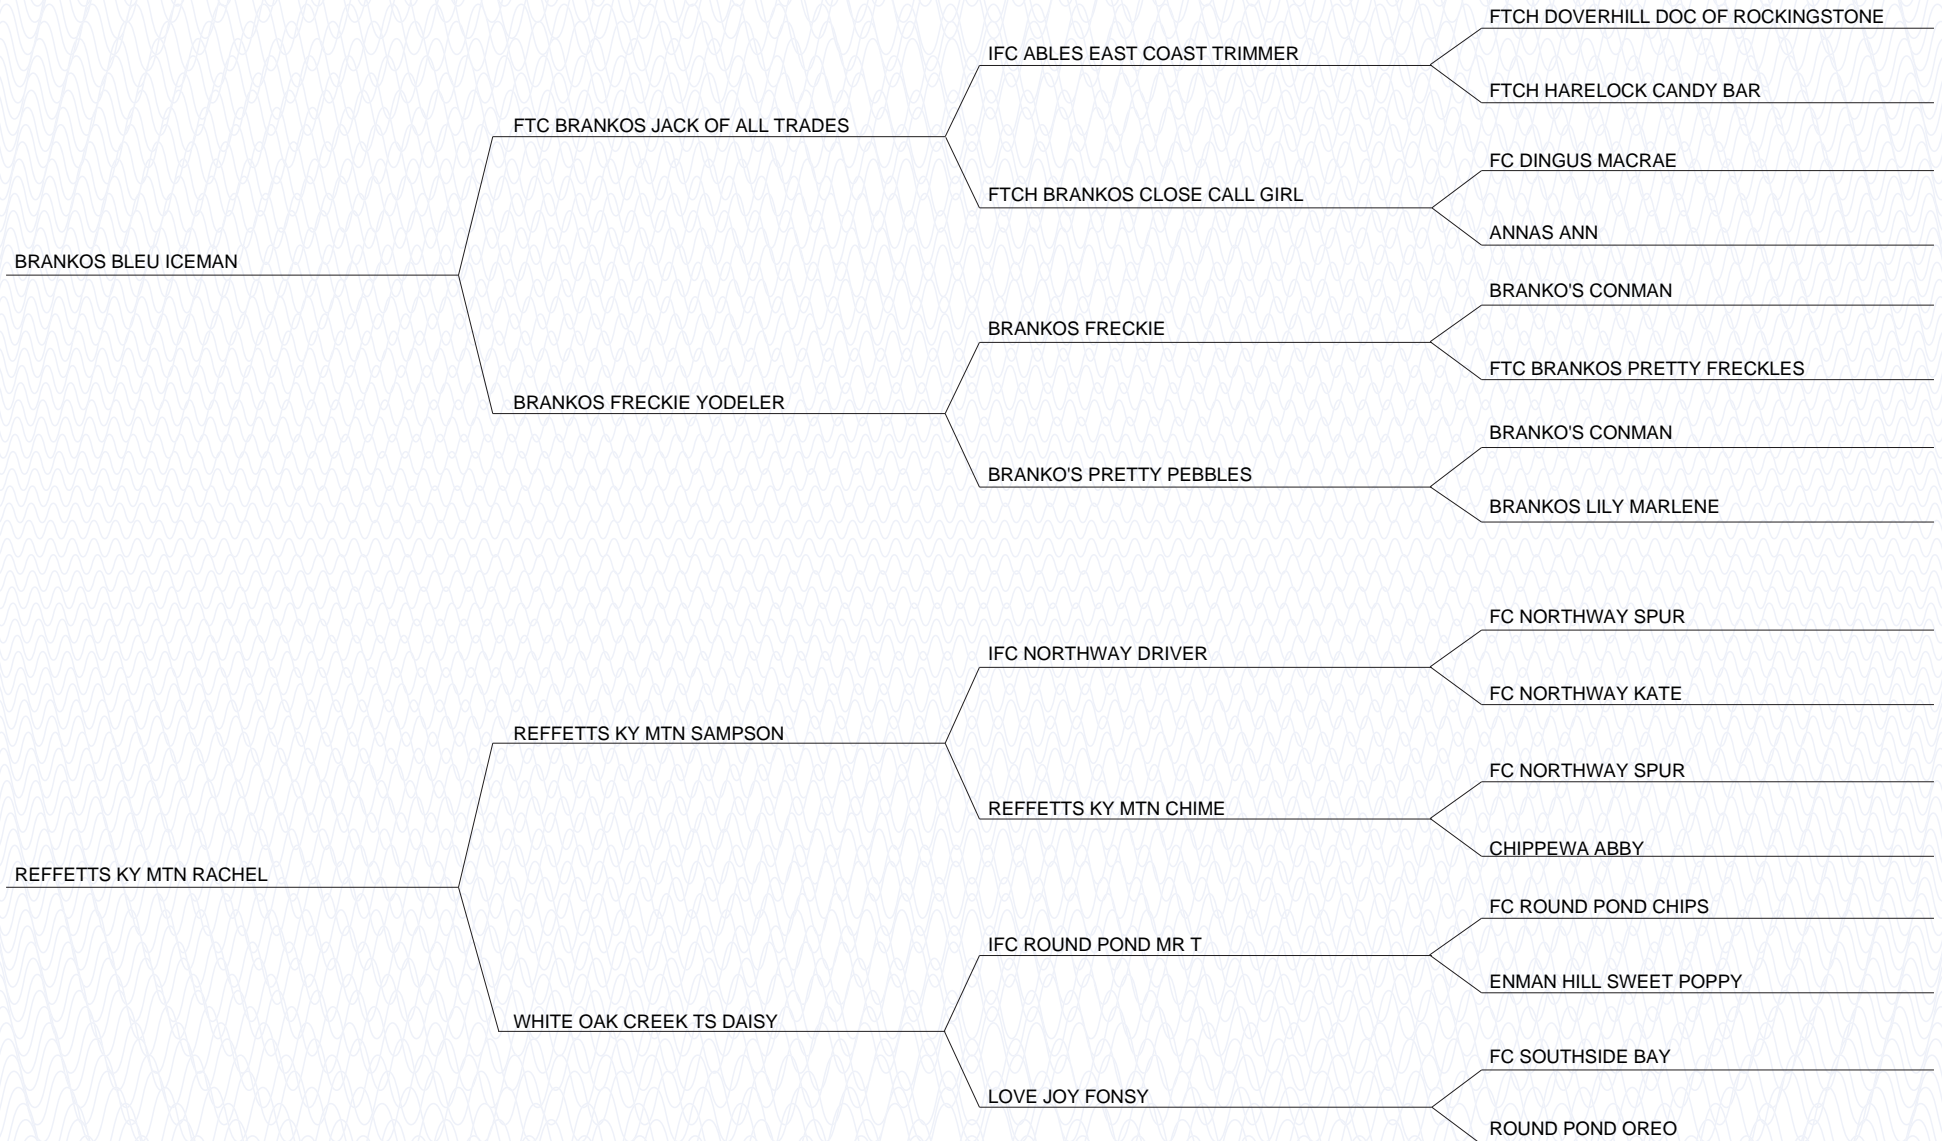 FTCH DOVERHILL DOC OF ROCKINGSTONE
IFC ABLES EAST COAST TRIMMER
FTCH HARELOCK CANDY BAR
FTC BRANKOS JACK OF ALL TRADES
FC DINGUS MACRAE
FTCH BRANKOS CLOSE CALL GIRL
ANNAS ANN
BRANKOS BLEU ICEMAN
BRANKO'S CONMAN
BRANKOS FRECKIE
FTC BRANKOS PRETTY FRECKLES
BRANKOS FRECKIE YODELER
BRANKO'S CONMAN
BRANKO'S PRETTY PEBBLES
BRANKOS LILY MARLENE
FC NORTHWAY SPUR
IFC NORTHWAY DRIVER
FC NORTHWAY KATE
REFFETTS KY MTN SAMPSON
FC NORTHWAY SPUR
REFFETTS KY MTN CHIME
CHIPPEWA ABBY
REFFETTS KY MTN RACHEL
FC ROUND POND CHIPS
IFC ROUND POND MR T
ENMAN HILL SWEET POPPY
WHITE OAK CREEK TS DAISY
FC SOUTHSIDE BAY
LOVE JOY FONSY
ROUND POND OREO